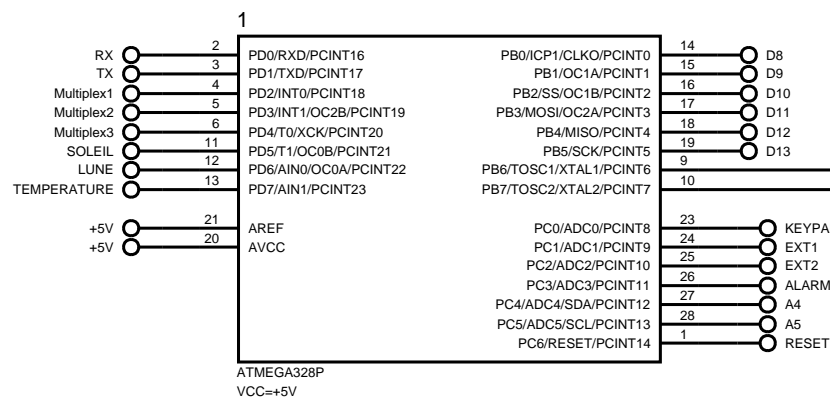 1
RX 2 PD0/RXD/PCINT16 PB0/ICP1/CLKO/PCINT0 14 D8
TX 3 PD1/TXD/PCINT17 PB1/OC1A/PCINT1 15 D9
Multiplex1 4 PD2/INT0/PCINT18 PB2/SS/OC1B/PCINT2 16 D10
Multiplex2 5 PD3/INT1/OC2B/PCINT19 PB3/MOSI/OC2A/PCINT3 17 D11
Multiplex3 6 PD4/T0/XCK/PCINT20 PB4/MISO/PCINT4 18 D12
SOLEIL 11 PD5/T1/OC0B/PCINT21 PB5/SCK/PCINT5 19 D13
LUNE 12 PD6/AIN0/OC0A/PCINT22 PB6/TOSC1/XTAL1/PCINT6 9
TEMPERATURE 13 PD7/AIN1/PCINT23 PB7/TOSC2/XTAL2/PCINT7 10
+5V 21 AREF PC0/ADC0/PCINT8 23 KEYPA
+5V 20 AVCC PC1/ADC1/PCINT9 24 EXT1
PC2/ADC2/PCINT10 25 EXT2
PC3/ADC3/PCINT11 26 ALARM
PC4/ADC4/SDA/PCINT12 27 A4
PC5/ADC5/SCL/PCINT13 28 A5
PC6/RESET/PCINT14 1 RESET
ATMEGA328P
VCC=+5V